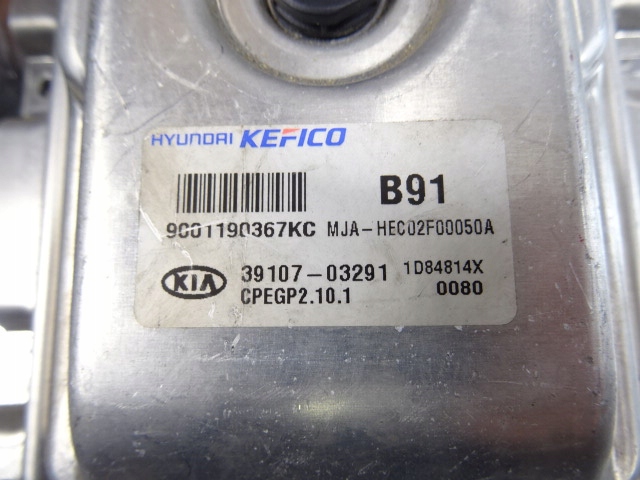 HYUNDAI KEFICO
B91
9001190367KC MJA-HEC02F00050A
KIA 39107-03291 1D84814X
CPEGP2.10.1 0080